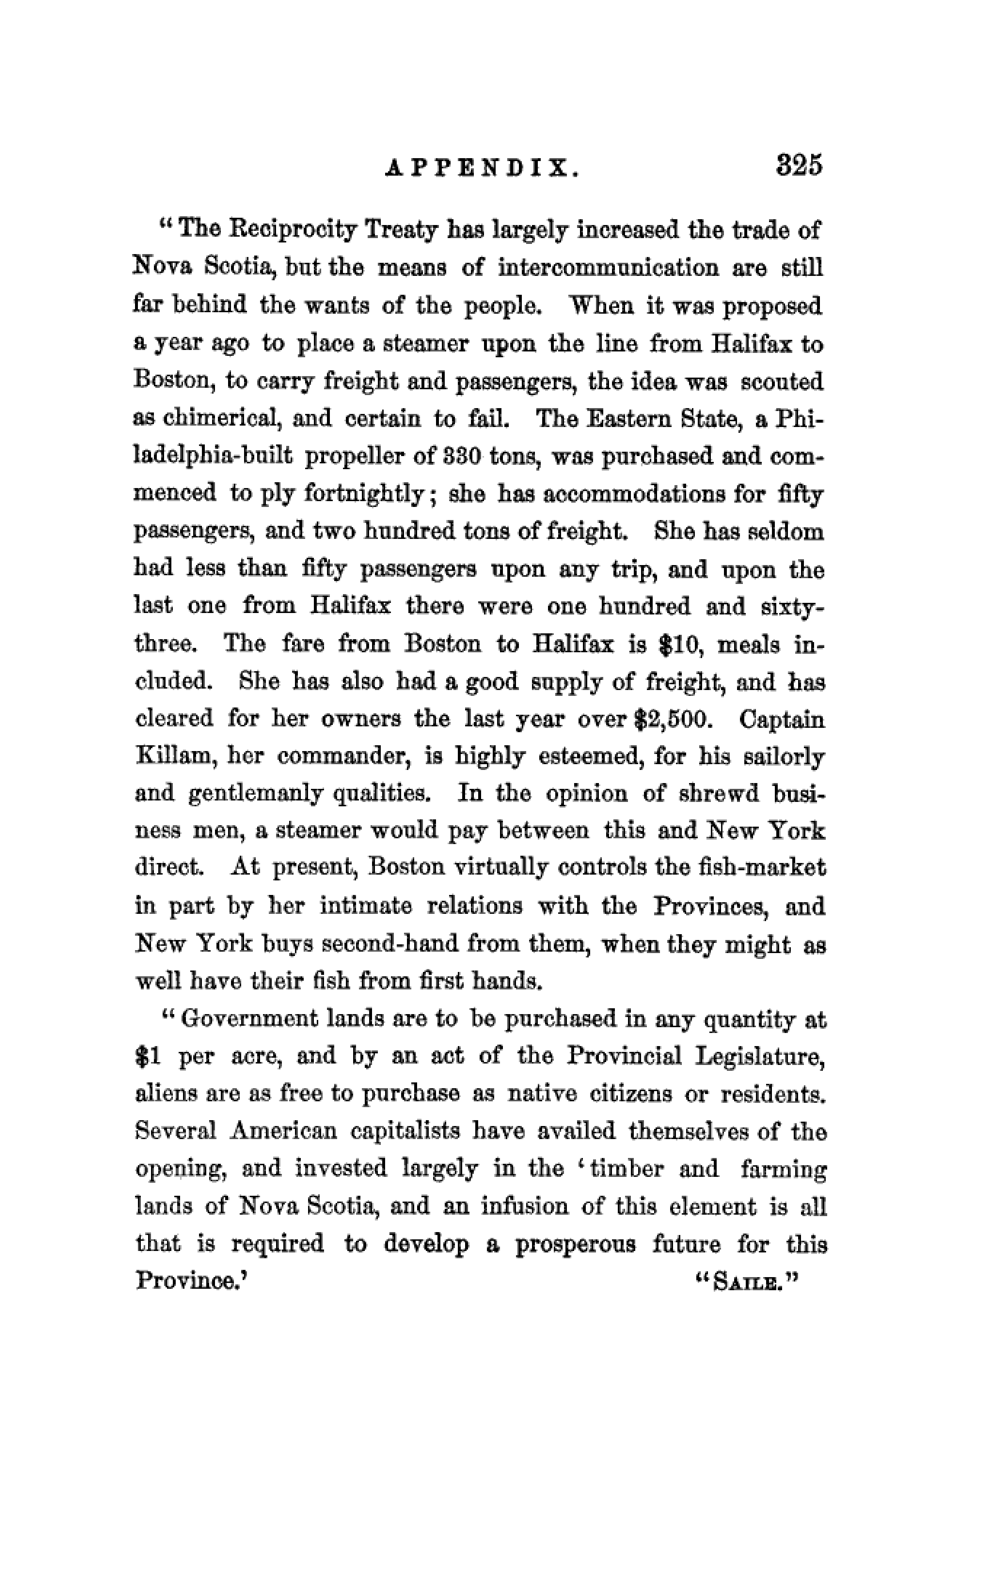 APPENDIX. 325
“The Reciprocity Treaty has largely increased the trade of
Nova Scotia, but the means of intercommunication are still
far behind the wants of the people. When it was proposed
a year ago to place a steamer upon the line from Halifax to
Boston, to carry freight and passengers, the idea was scouted
as chimerical, and certain to fail. The Eastern State, a Phi-
ladelphia-built propeller of 330 tons, was purchased and com-
menced to ply fortnightly; she has accommodations for fifty
passengers, and two hundred tons of freight. She has seldom
had less than fifty passengers upon any trip, and upon the
last one from Halifax there were one hundred and sixty-
three. The fare from Boston to Halifax is $10, meals in-
cluded. She has also had a good supply of freight, and has
cleared for her owners the last year over $2,500. Captain
Killam, her commander, is highly esteemed, for his sailorly
and gentlemanly qualities. In the opinion of shrewd busi-
ness men, a steamer would pay between this and New York
direct. At present, Boston virtually controls the fish-market
in part by her intimate relations with the Provinces, and
New York buys second-hand from them, when they might as
well have their fish from first hands.
“Government lands are to be purchased in any quantity at
$1 per acre, and by an act of the Provincial Legislature,
aliens are as free to purchase as native citizens or residents.
Several American capitalists have availed themselves of the
opening, and invested largely in the ‘timber and farming
lands of Nova Scotia, and an infusion of this element is all
that is required to develop a prosperous future for this
Province.’ “SAILE.”